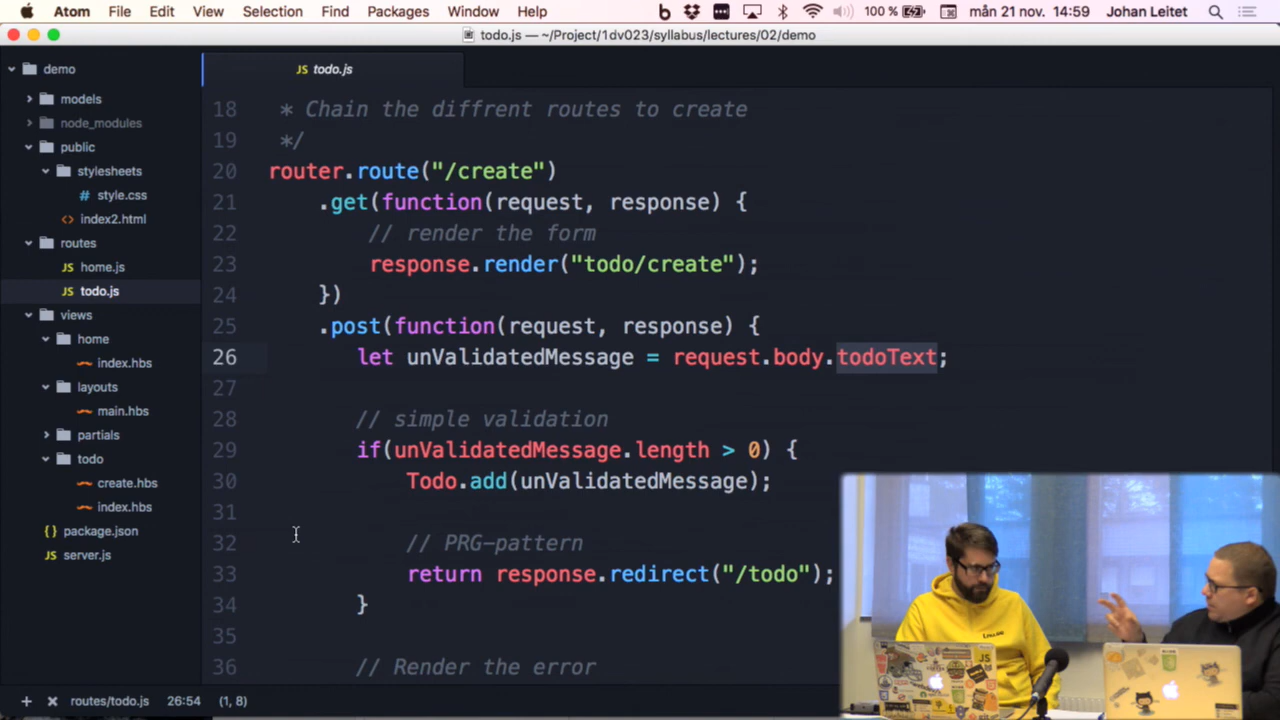 Atom File Edit View Selection Find Packages Window Help 100 % mån 21 nov. 14:59 Johan Leitet
todo.js — ~/Project/1dv023/syllabus/lectures/02/demo
demo
models
node_modules
public
stylesheets
# style.css
<> index2.html
routes
JS home.js
JS todo.js
views
home
index.hbs
layouts
main.hbs
partials
todo
create.hbs
index.hbs
{} package.json
JS server.js
JS todo.js
18 * Chain the diffrent routes to create
19 */
20 router.route("/create")
21 .get(function(request, response) {
22 // render the form
23 response.render("todo/create");
24 })
25 .post(function(request, response) {
26 let unValidatedMessage = request.body.todoText;
27
28 // simple validation
29 if(unValidatedMessage.length > 0) {
30 Todo.add(unValidatedMessage);
31
32 // PRG-pattern
33 return response.redirect("/todo");
34 }
35
36 // Render the error
routes/todo.js 26:54 (1, 8)
JS